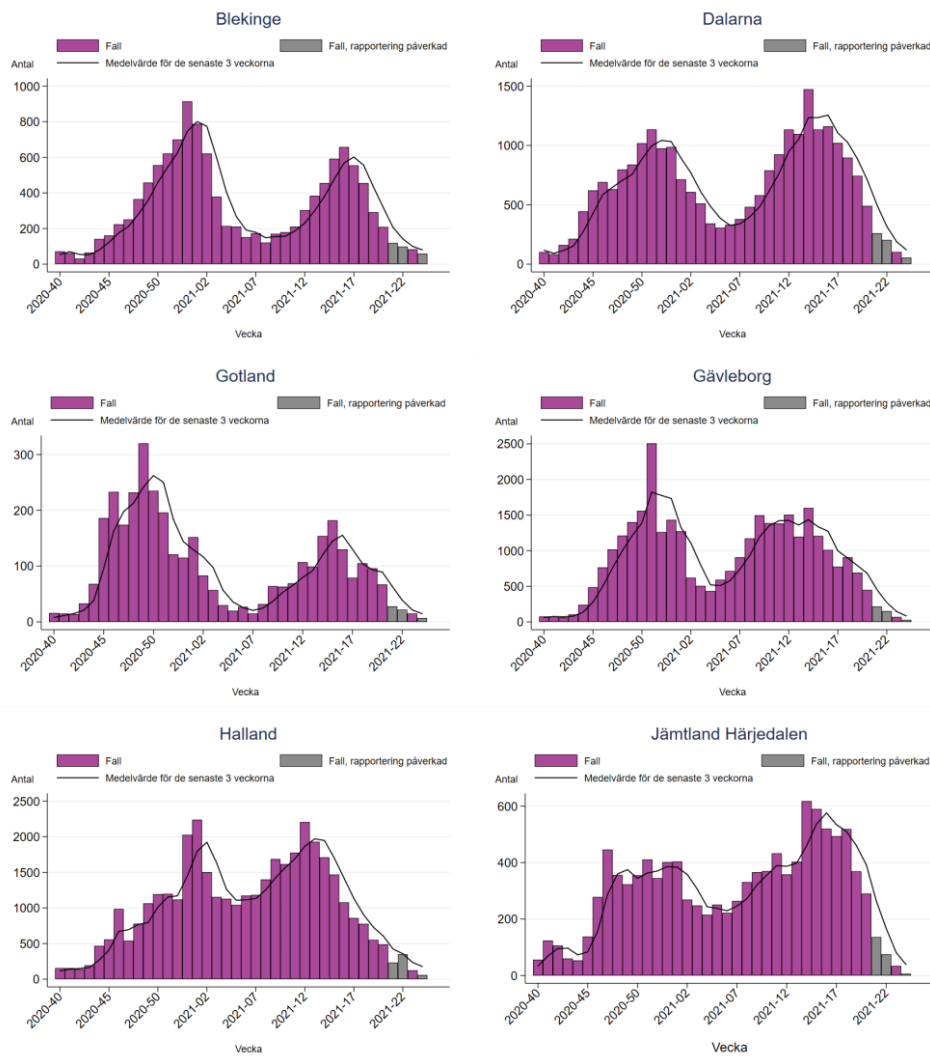 Blekinge
Fall
Fall, rapportering påverkad
Antal
Medelvärde för de senaste 3 veckorna
1000
800
600
400
200
0
2020-40
2020-45
2020-50
2021-02
2021-07
2021-12
2021-17
2021-22
Vecka
Dalarna
Fall
Fall, rapportering påverkad
Antal
Medelvärde för de senaste 3 veckorna
1500
1000
500
0
2020-40
2020-45
2020-50
2021-02
2021-07
2021-12
2021-17
2021-22
Vecka
Gotland
Fall
Fall, rapportering påverkad
Antal
Medelvärde för de senaste 3 veckorna
300
200
100
0
2020-40
2020-45
2020-50
2021-02
2021-07
2021-12
2021-17
2021-22
Vecka
Gävleborg
Fall
Fall, rapportering påverkad
Antal
Medelvärde för de senaste 3 veckorna
2500
2000
1500
1000
500
0
2020-40
2020-45
2020-50
2021-02
2021-07
2021-12
2021-17
2021-22
Vecka
Halland
Fall
Fall, rapportering påverkad
Antal
Medelvärde för de senaste 3 veckorna
2500
2000
1500
1000
500
0
2020-40
2020-45
2020-50
2021-02
2021-07
2021-12
2021-17
2021-22
Vecka
Jämtland Härjedalen
Fall
Fall, rapportering påverkad
Antal
Medelvärde för de senaste 3 veckorna
600
400
200
0
2020-40
2020-45
2020-50
2021-02
2021-07
2021-12
2021-17
2021-22
Vecka